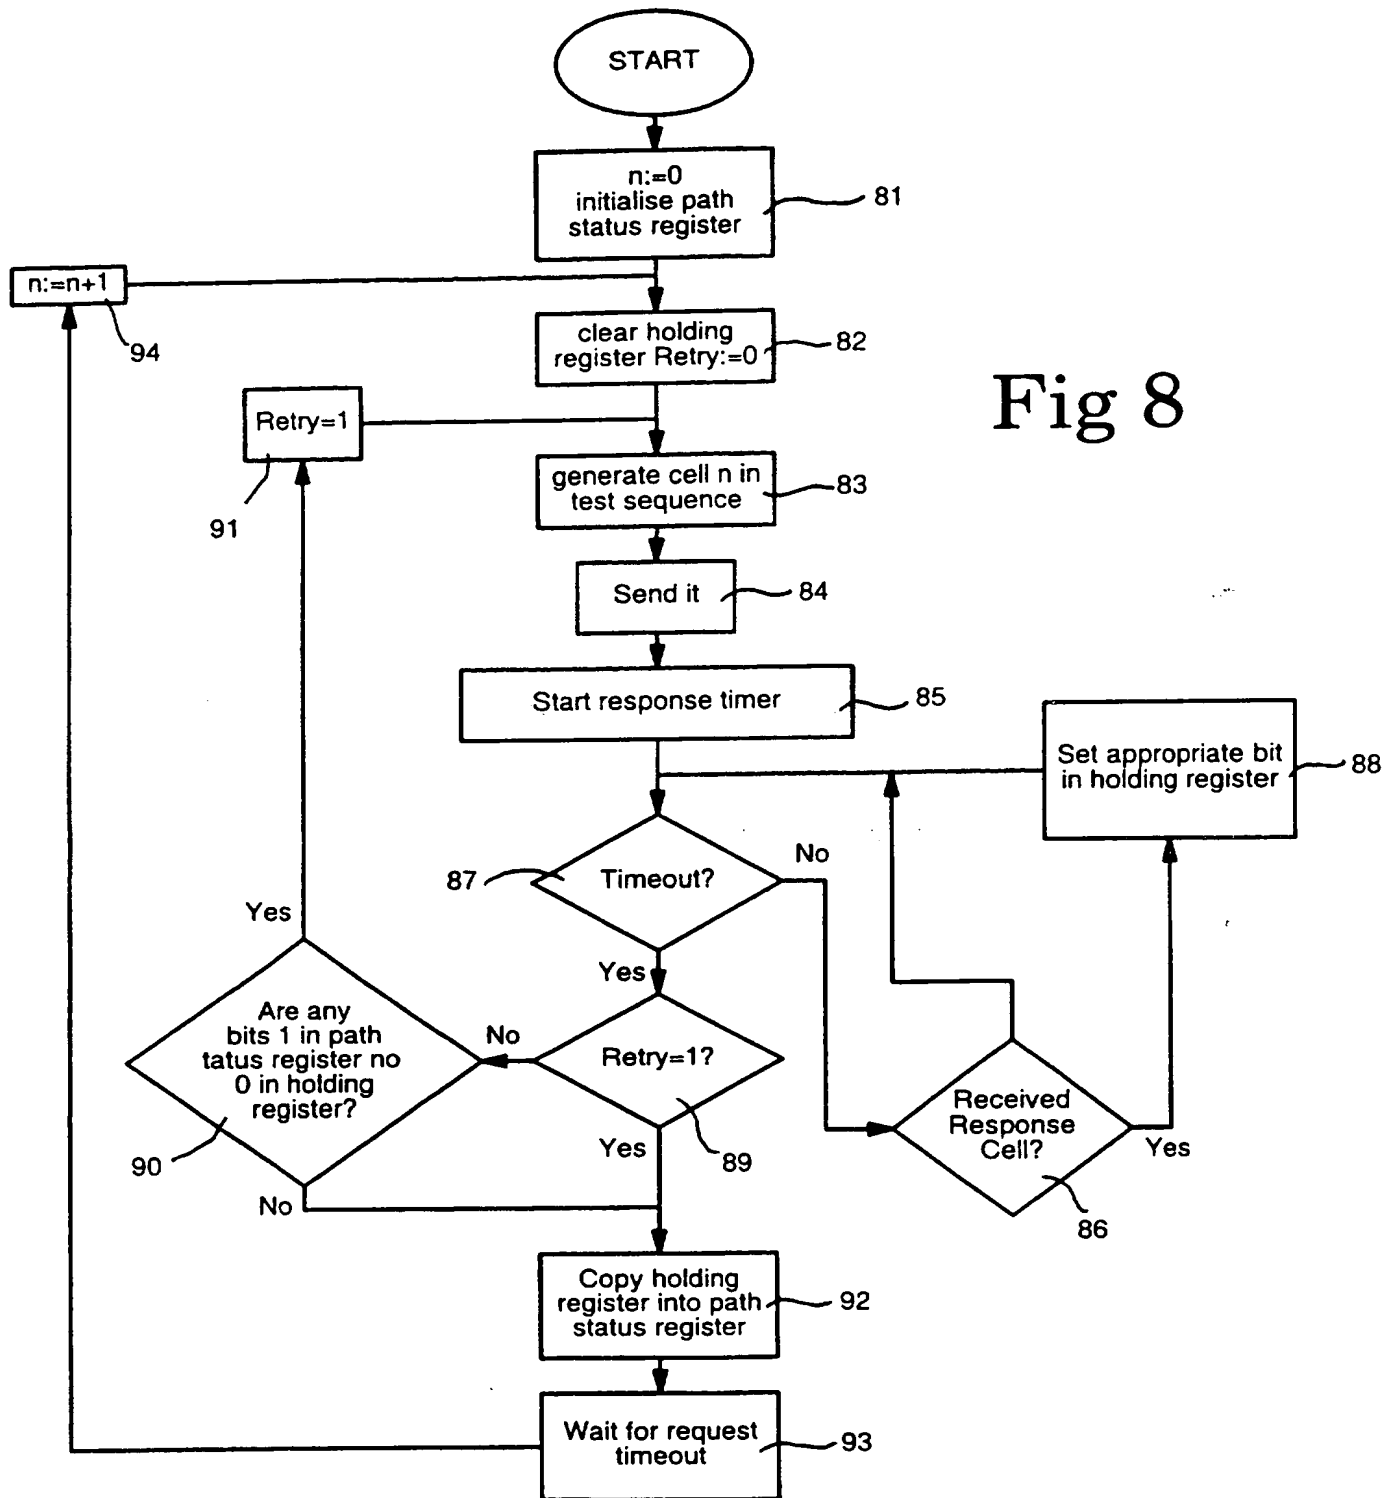 START
n:=0
initialise path
status register
81
n:=n+1
94
clear holding
register Retry:=0
82
Fig 8
Retry=1
91
generate cell n in
test sequence
83
Send it
84
Start response timer
85
Set appropriate bit
in holding register
88
Timeout?
87
No
Yes
Yes
Are any
bits 1 in path
tatus register no
0 in holding
register?
90
No
Retry=1?
89
Yes
No
Received
Response
Cell?
86
Yes
Copy holding
register into path
status register
92
Wait for request
timeout
93